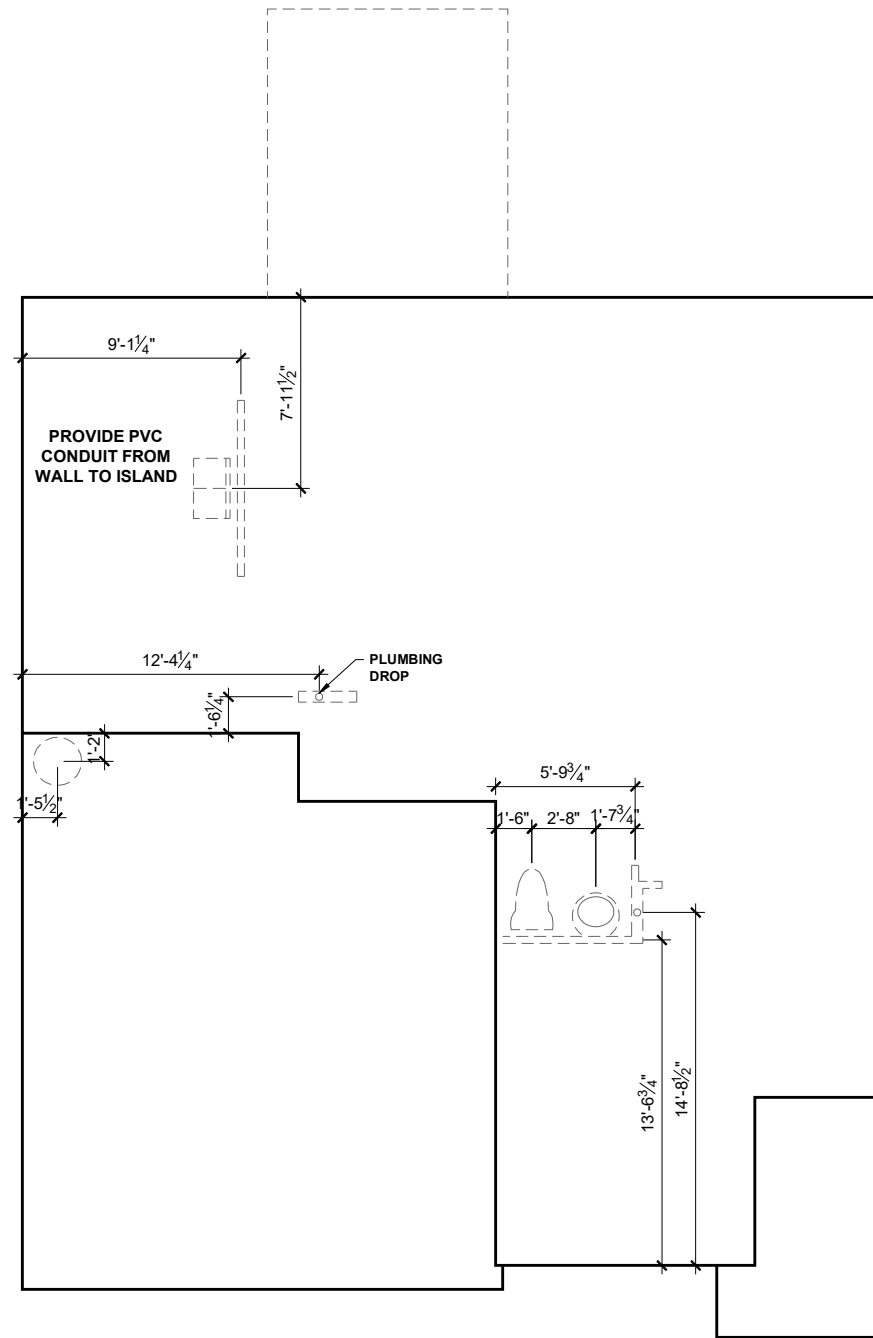 9'-1¼"
7'-11½"
PROVIDE PVC
CONDUIT FROM
WALL TO ISLAND
12'-4¼"
PLUMBING
DROP
1'-6¼"
1'-2"
1'-5½"
5'-9¾"
1'-6"
2'-8"
1'-7¾"
13'-6¾"
14'-8½"